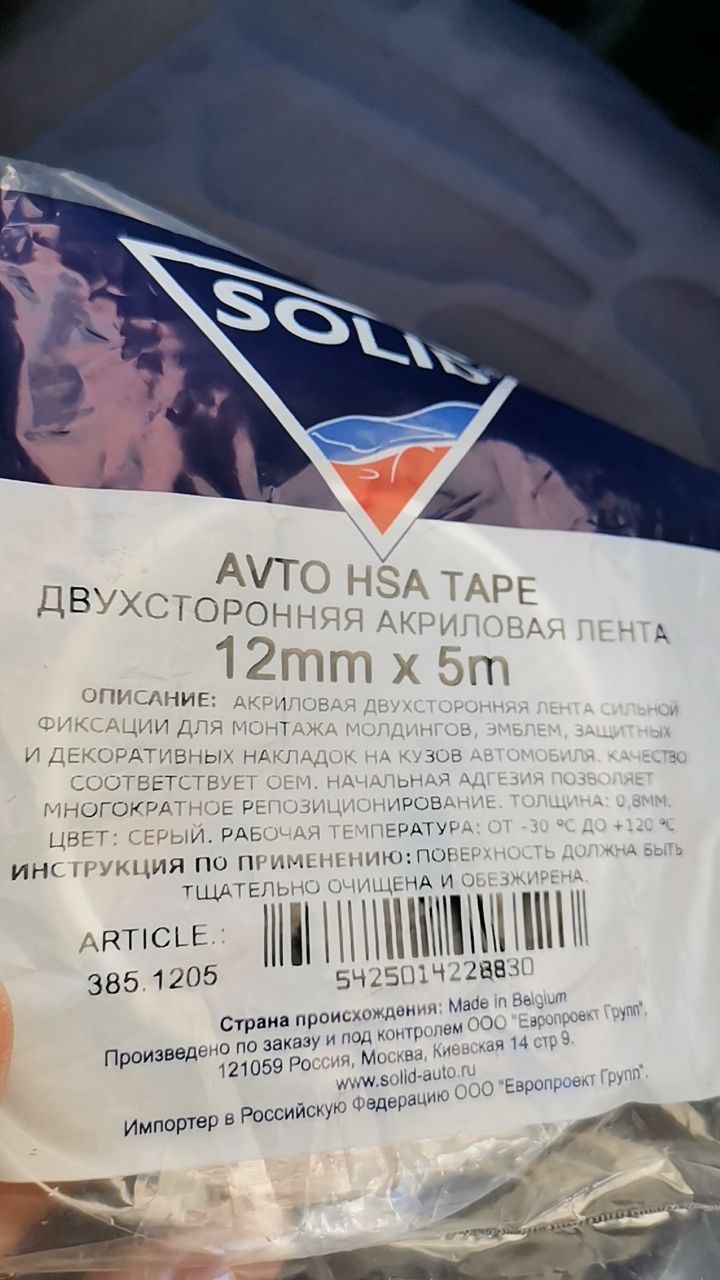 SOLID
AVTO HSA TAPE
ДВУХСТОРОННЯЯ АКРИЛОВАЯ ЛЕНТА
12mm x 5m
ОПИСАНИЕ: АКРИЛОВАЯ ДВУХСТОРОННЯЯ ЛЕНТА СИЛЬНОЙ
ФИКСАЦИИ ДЛЯ МОНТАЖА МОЛДИНГОВ, ЭМБЛЕМ, ЗАЩИТНЫХ
И ДЕКОРАТИВНЫХ НАКЛАДОК НА КУЗОВ АВТОМОБИЛЯ. КАЧЕСТВО
СООТВЕТСТВУЕТ ОЕМ. НАЧАЛЬНАЯ АДГЕЗИЯ ПОЗВОЛЯЕТ
МНОГОКРАТНОЕ РЕПОЗИЦИОНИРОВАНИЕ. ТОЛЩИНА: 0,8ММ.
ЦВЕТ: СЕРЫЙ. РАБОЧАЯ ТЕМПЕРАТУРА: ОТ -30 °С ДО +120 °С
ИНСТРУКЦИЯ ПО ПРИМЕНЕНИЮ: ПОВЕРХНОСТЬ ДОЛЖНА БЫТЬ
ТЩАТЕЛЬНО ОЧИЩЕНА И ОБЕЗЖИРЕНА.
ARTICLE.:
385.1205
5425014228830
Страна происхождения: Made in Belgium
Произведено по заказу и под контролем ООО "Европроект Групп",
121059 Россия, Москва, Киевская 14 стр 9.
www.solid-auto.ru
Импортер в Российскую Федерацию ООО "Европроект Групп".